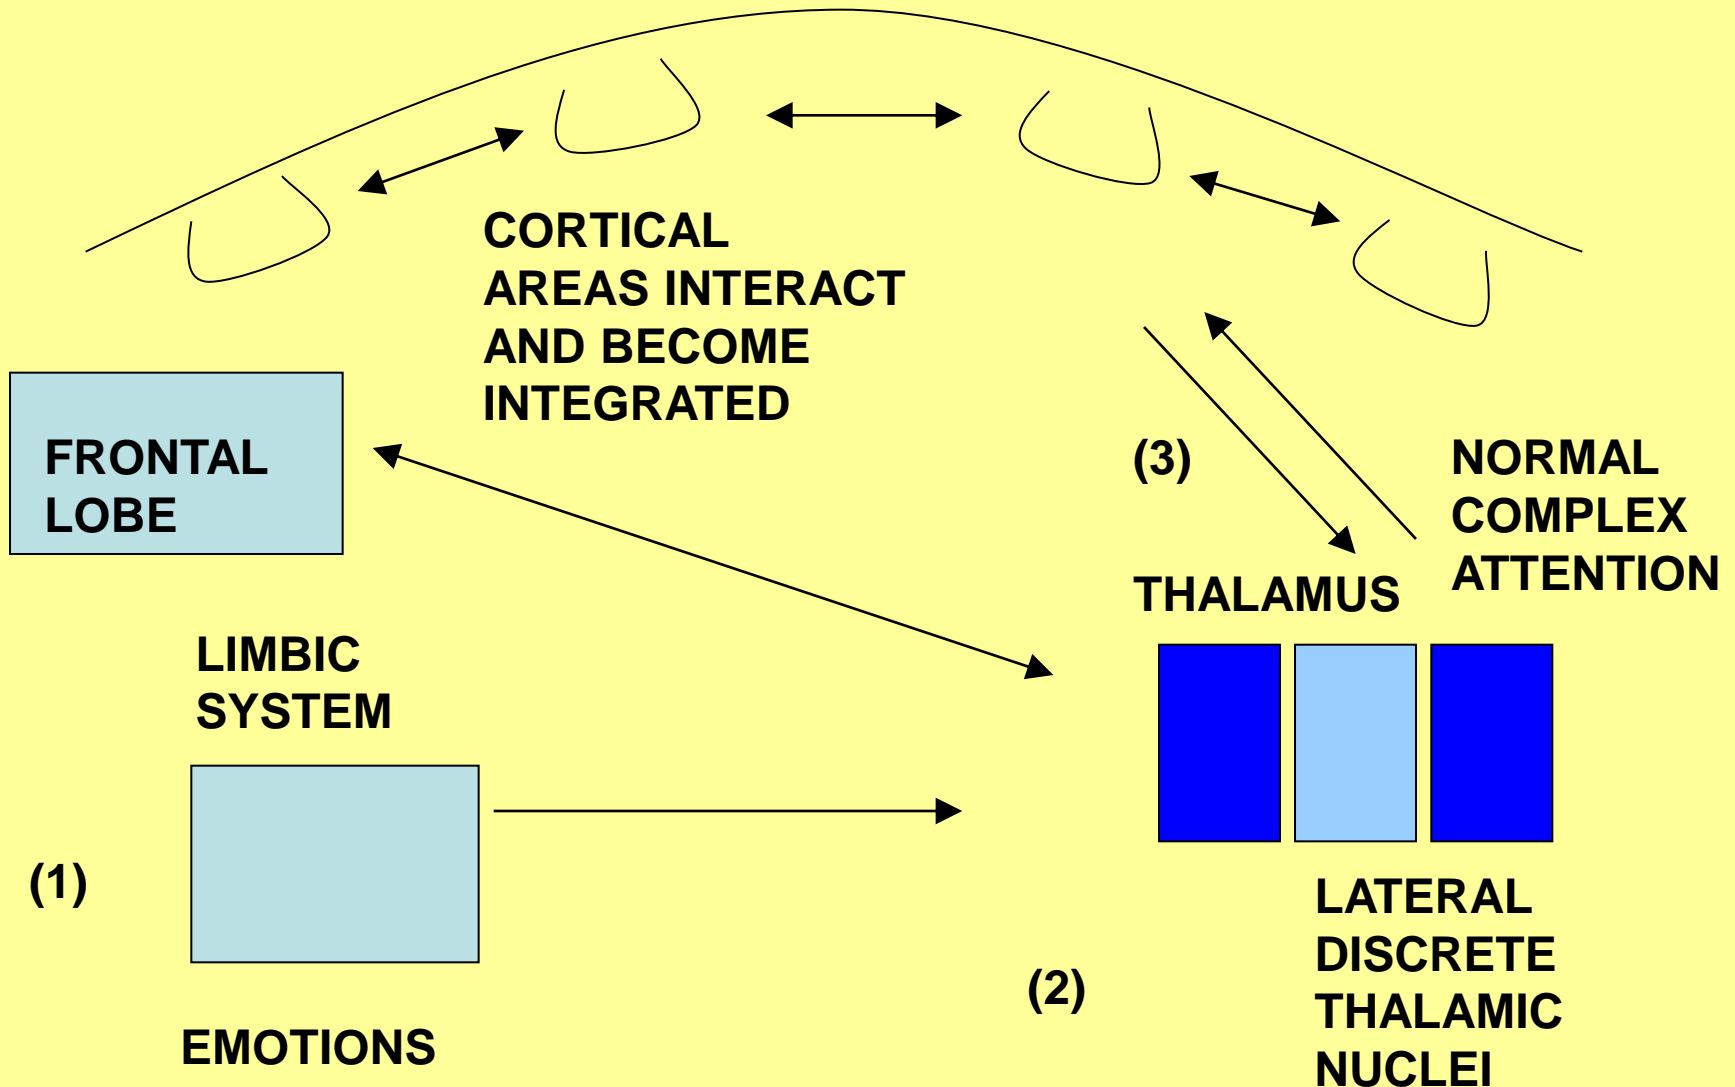 CORTICAL
AREAS INTERACT
AND BECOME
INTEGRATED
FRONTAL
LOBE
(3)
NORMAL
COMPLEX
ATTENTION
THALAMUS
LIMBIC
SYSTEM
(1)
EMOTIONS
(2)
LATERAL
DISCRETE
THALAMIC
NUCLEI